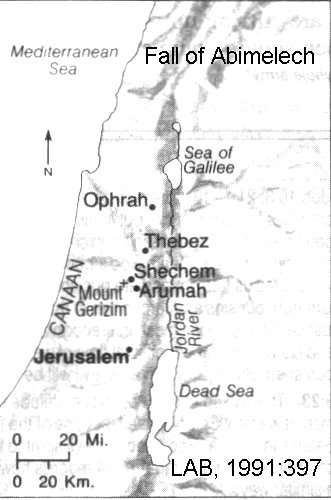 Mediterranean
Sea
Fall of Abimelech
N
Sea of
Galilee
Ophrah
Thebez
Shechem
Mount
Gerizim
Arumah
CANAAN
Jordan
River
Jerusalem
Dead Sea
0 20 Mi.
0 20 Km.
LAB, 1991:397